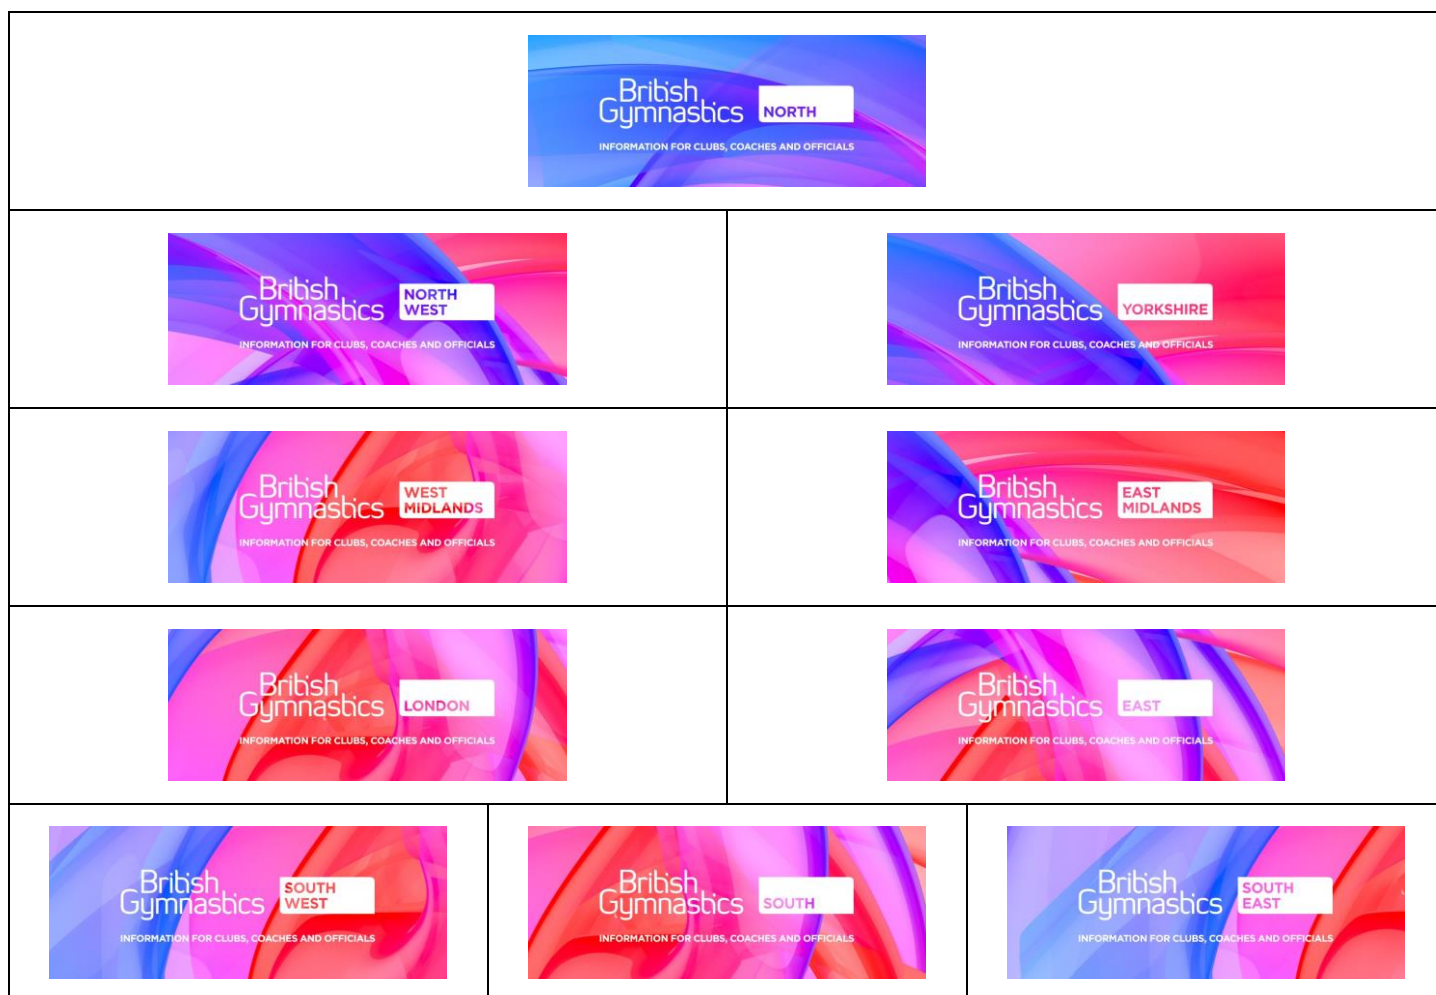 British
Gymnastics
NORTH
INFORMATION FOR CLUBS, COACHES AND OFFICIALS
British
Gymnastics
NORTH
WEST
INFORMATION FOR CLUBS, COACHES AND OFFICIALS
British
Gymnastics
YORKSHIRE
INFORMATION FOR CLUBS, COACHES AND OFFICIALS
British
Gymnastics
WEST
MIDLANDS
INFORMATION FOR CLUBS, COACHES AND OFFICIALS
British
Gymnastics
EAST
MIDLANDS
INFORMATION FOR CLUBS, COACHES AND OFFICIALS
British
Gymnastics
LONDON
INFORMATION FOR CLUBS, COACHES AND OFFICIALS
British
Gymnastics
EAST
INFORMATION FOR CLUBS, COACHES AND OFFICIALS
British
Gymnastics
SOUTH
WEST
INFORMATION FOR CLUBS, COACHES AND OFFICIALS
British
Gymnastics
SOUTH
INFORMATION FOR CLUBS, COACHES AND OFFICIALS
British
Gymnastics
SOUTH
EAST
INFORMATION FOR CLUBS, COACHES AND OFFICIALS